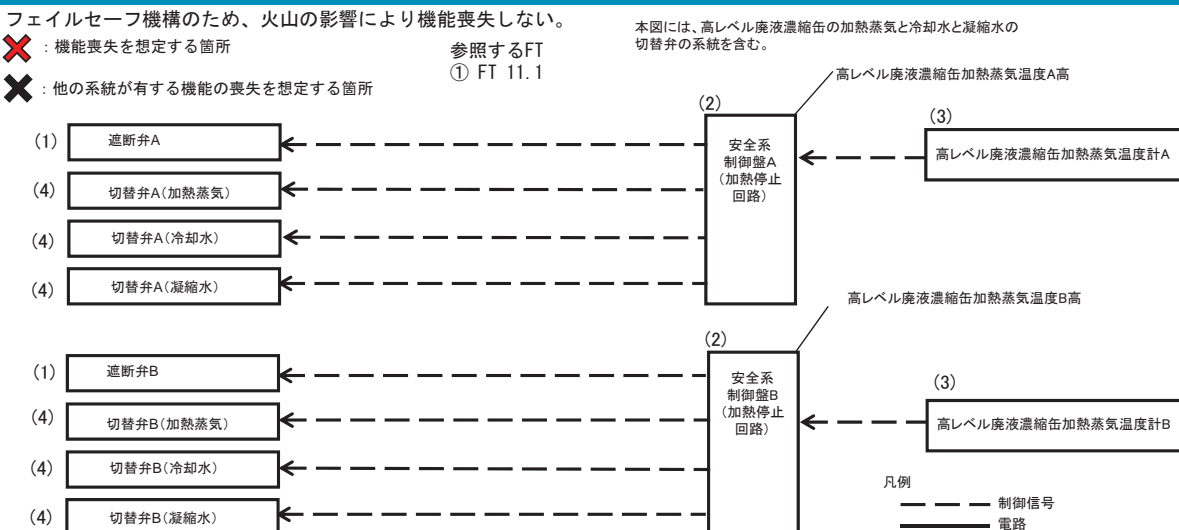 フェイルセーフ機構のため、火山の影響により機能喪失しない。
：機能喪失を想定する箇所
：他の系統が有する機能の喪失を想定する箇所
参照するFT
① FT 11.1
本図には、高レベル廃液濃縮缶の加熱蒸気と冷却水と凝縮水の
切替弁の系統を含む。
高レベル廃液濃縮缶加熱蒸気温度A高
(1)
遮断弁A
(4)
切替弁A(加熱蒸気)
(4)
切替弁A(冷却水)
(4)
切替弁A(凝縮水)
(2)
安全系
制御盤A
(加熱停止
回路)
(3)
高レベル廃液濃縮缶加熱蒸気温度計A
高レベル廃液濃縮缶加熱蒸気温度B高
(1)
遮断弁B
(4)
切替弁B(加熱蒸気)
(4)
切替弁B(冷却水)
(4)
切替弁B(凝縮水)
(2)
安全系
制御盤B
(加熱停止
回路)
(3)
高レベル廃液濃縮缶加熱蒸気温度計B
凡例
制御信号
電路